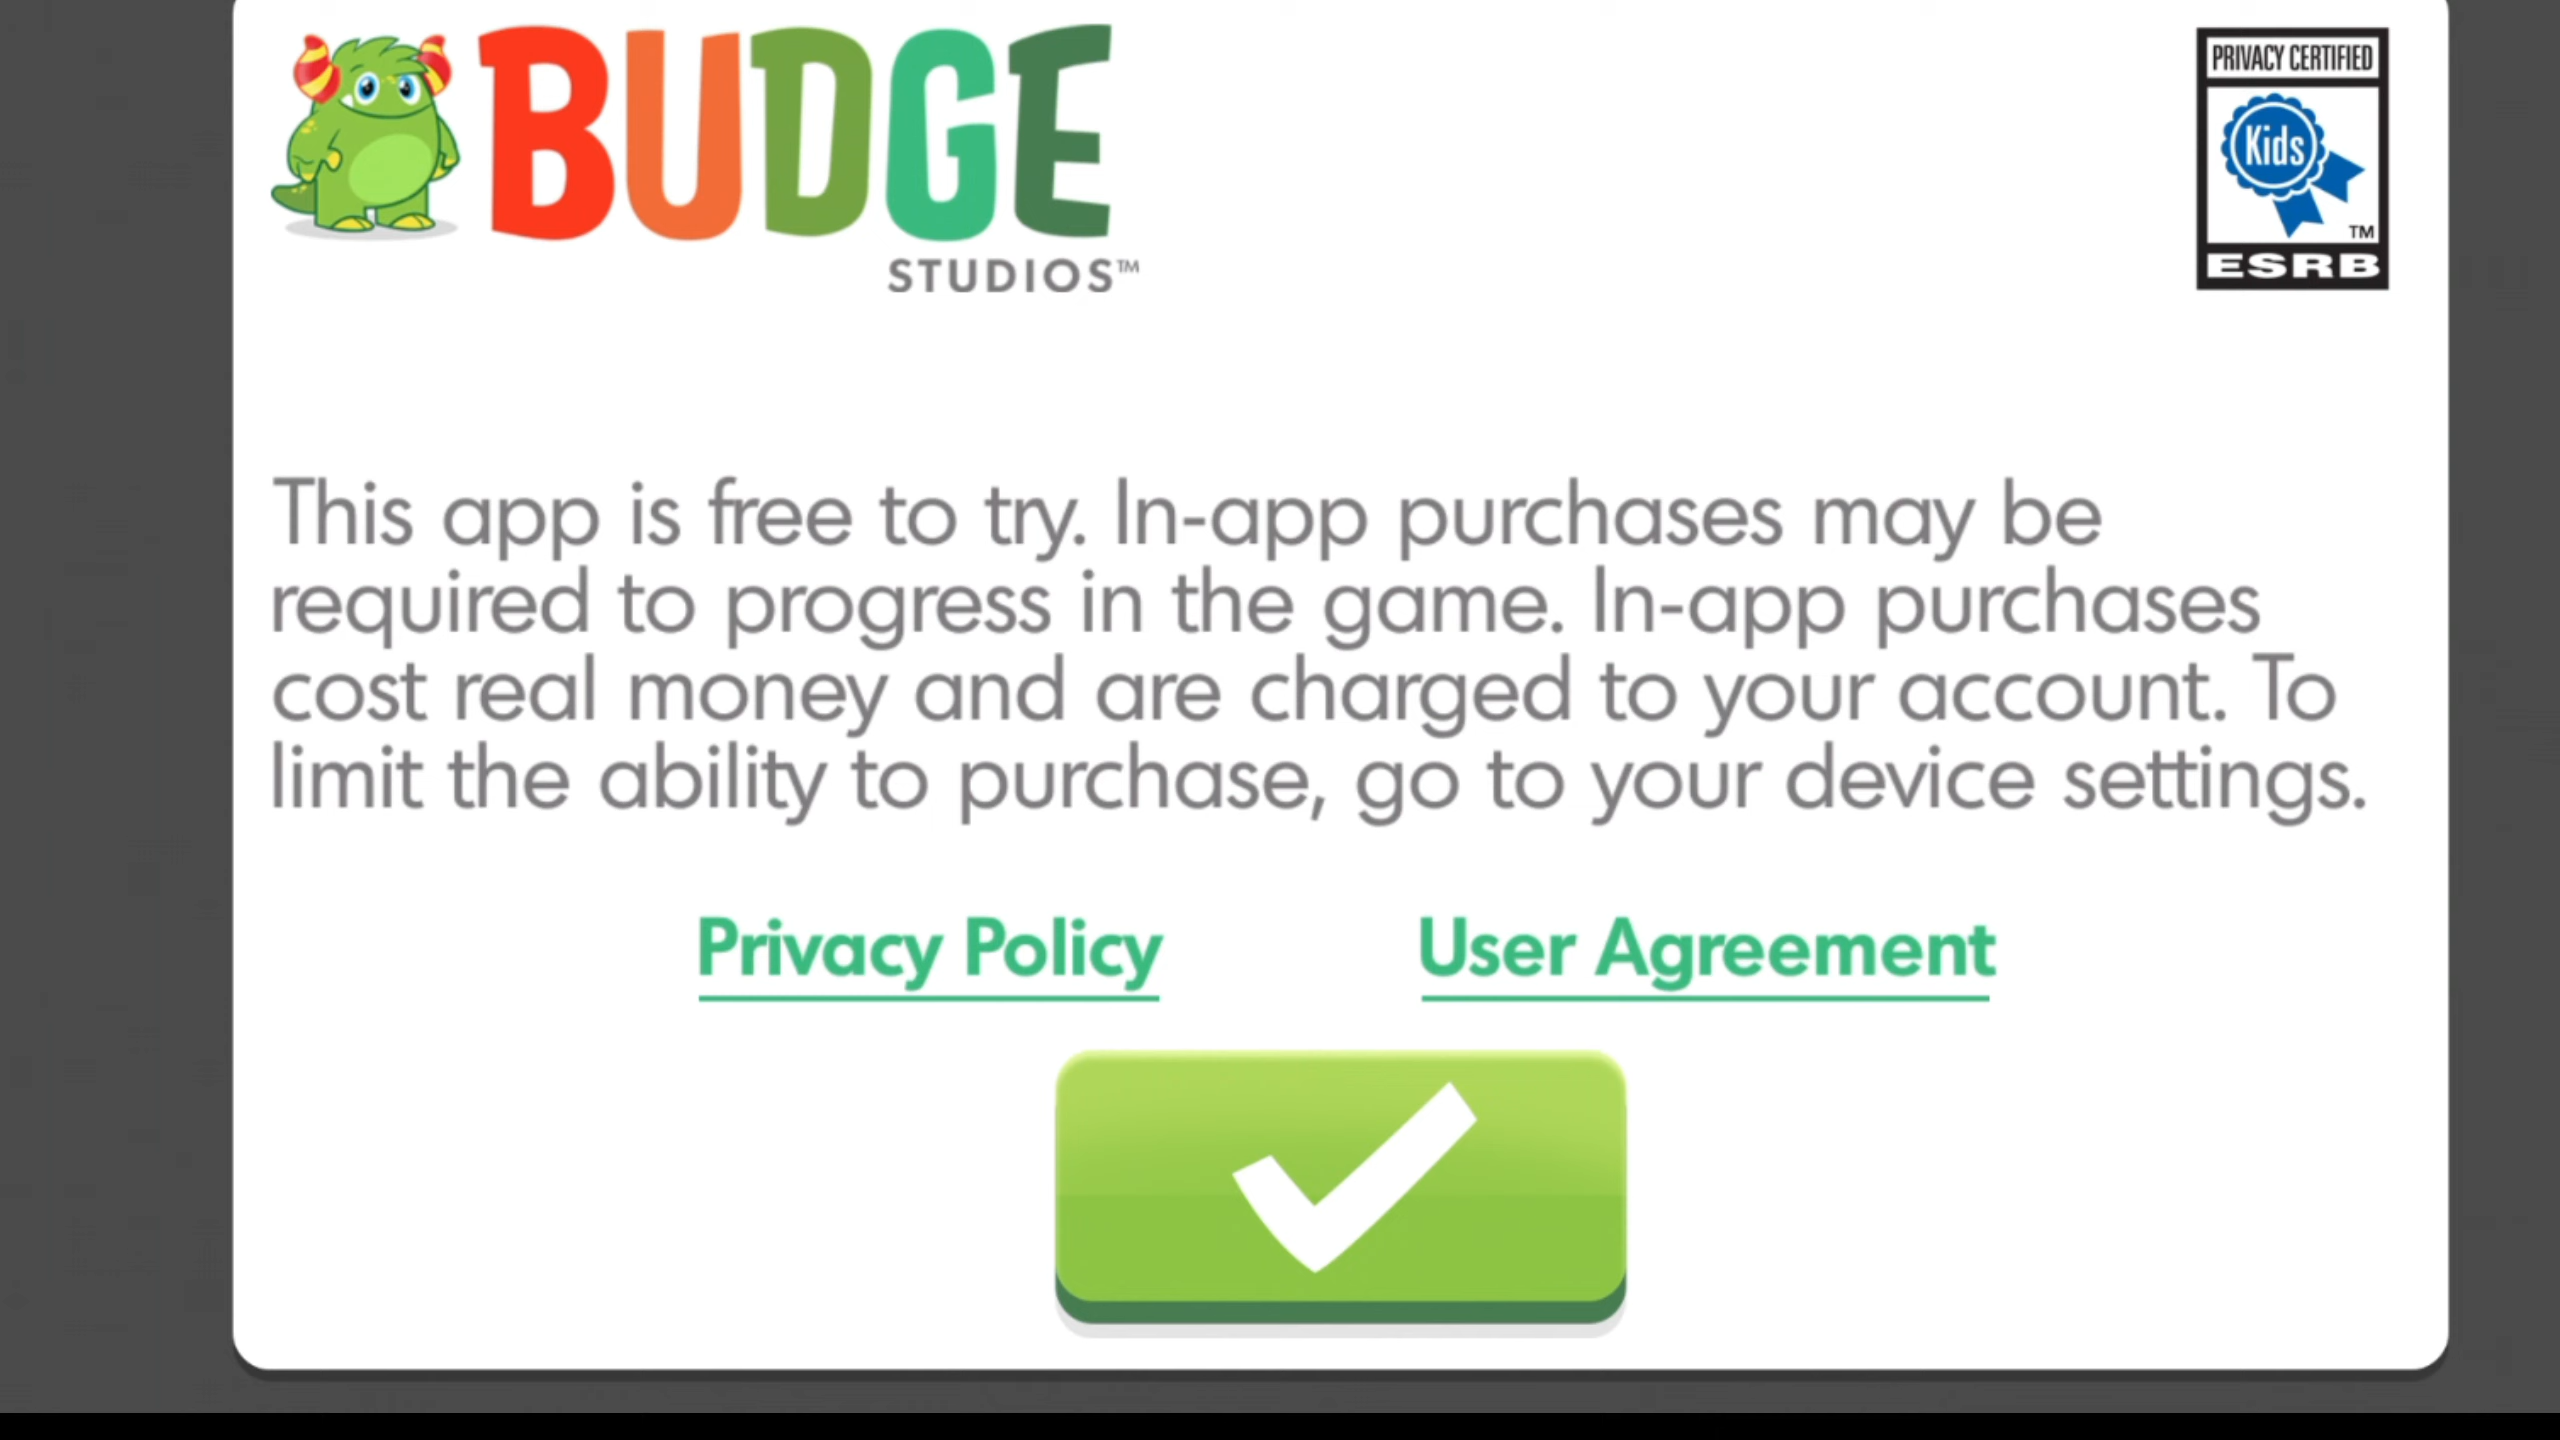 BUDGE
STUDIOS™
PRIVACY CERTIFIED
Kids
™
ESRB
This app is free to try. In-app purchases may be
required to progress in the game. In-app purchases
cost real money and are charged to your account. To
limit the ability to purchase, go to your device settings.
Privacy Policy
User Agreement